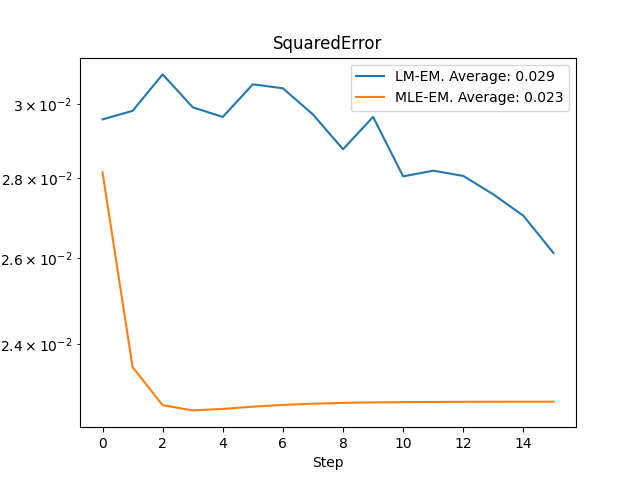 SquaredError
LM-EM. Average: 0.029
MLE-EM. Average: 0.023
3 × 10⁻²
2.8 × 10⁻²
2.6 × 10⁻²
2.4 × 10⁻²
0 2 4 6 8 10 12 14
Step